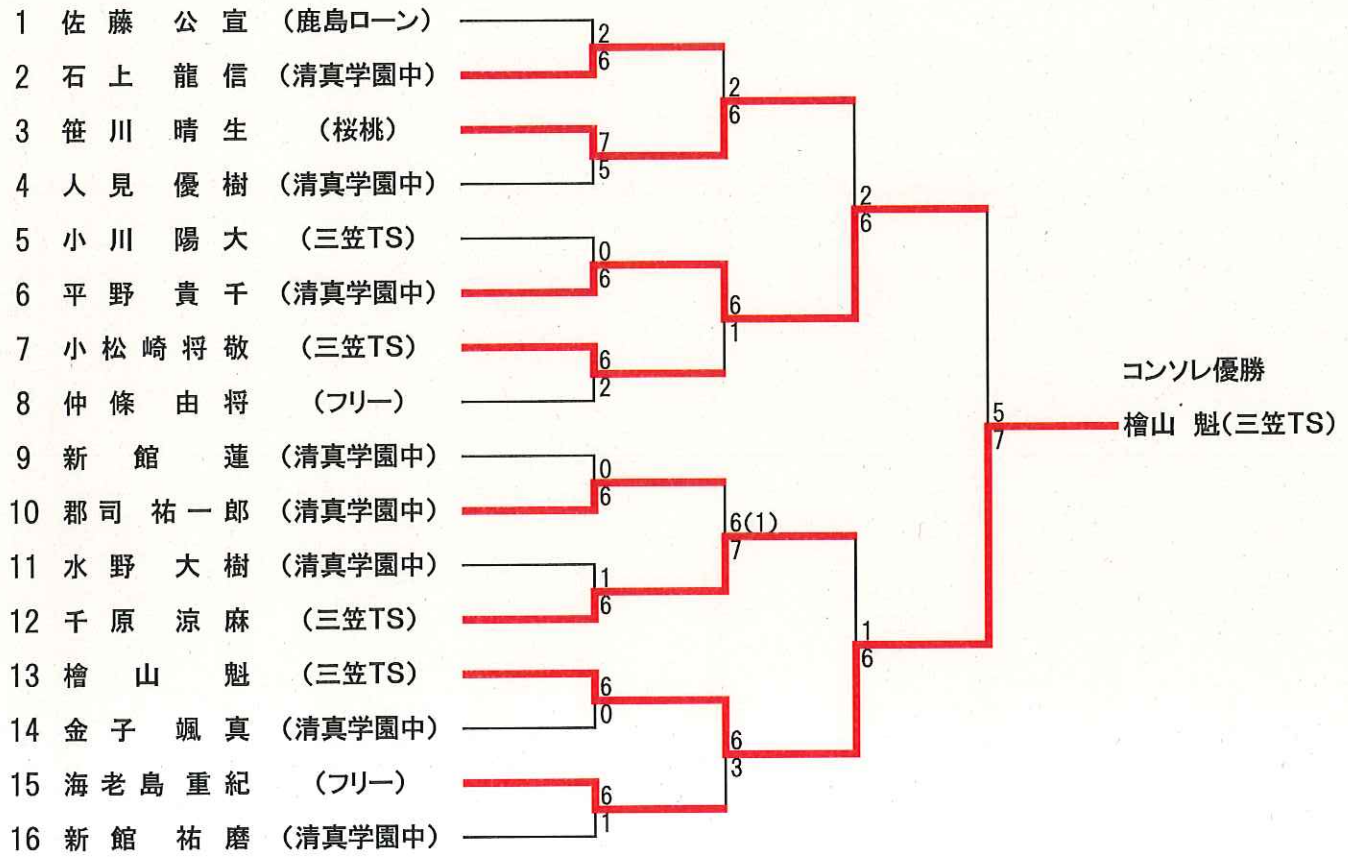 1 佐藤 公宣 (鹿島ローン)
2
6
2 石上 龍信 (清真学園中)
2
6
3 笹川 晴生 (桜桃)
7
5
4 人見 優樹 (清真学園中)
2
6
5 小川 陽大 (三笠TS)
0
6
6 平野 貴千 (清真学園中)
6
1
7 小松崎将敬 (三笠TS)
6
2
8 仲條 由将 (フリー)
コンソレ優勝
5
7
檜山 魁(三笠TS)
9 新館 蓮 (清真学園中)
0
6
10 郡司 祐一郎 (清真学園中)
6(1)
7
11 水野 大樹 (清真学園中)
1
6
12 千原 涼麻 (三笠TS)
1
6
13 檜山 魁 (三笠TS)
6
0
14 金子 颯真 (清真学園中)
6
3
15 海老島 重紀 (フリー)
6
1
16 新館 祐磨 (清真学園中)